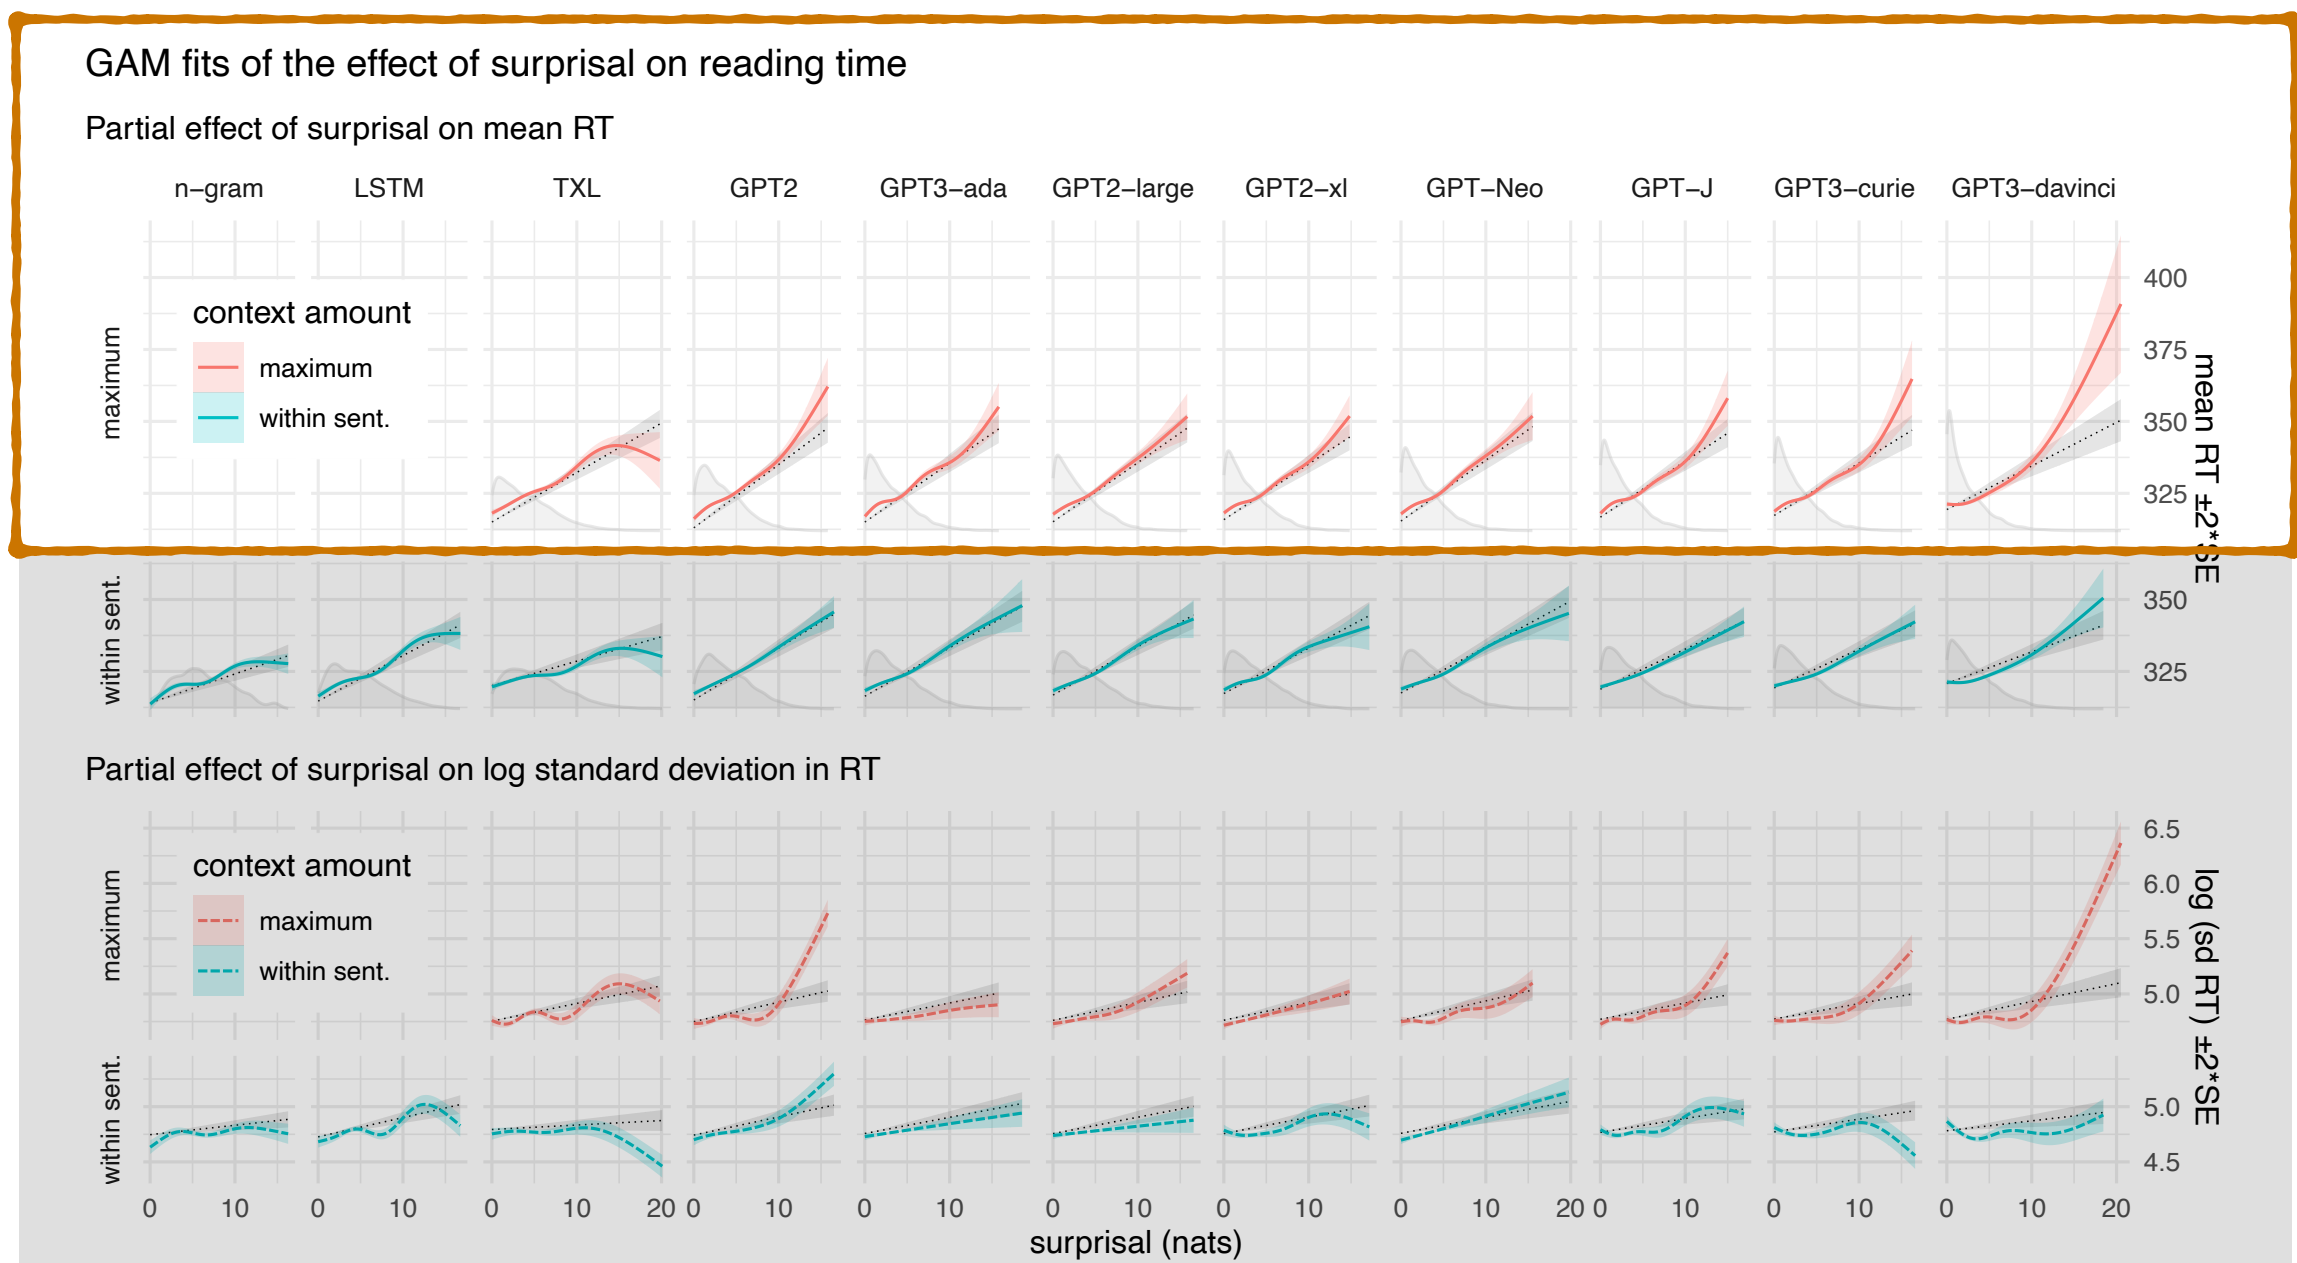 GAM fits of the effect of surprisal on reading time
Partial effect of surprisal on mean RT
n−gram LSTM TXL GPT2 GPT3−ada GPT2−large GPT2−xl GPT−Neo GPT−J GPT3−curie GPT3−davinci
maximum
context amount
maximum
within sent.
400
375
350
325
mean RT ±2*SE
within sent.
350
325
Partial effect of surprisal on log standard deviation in RT
maximum
context amount
maximum
within sent.
6.5
6.0
5.5
5.0
log (sd RT) ±2*SE
within sent.
5.0
4.5
0 10 0 10 0 10 20 0 10 0 10 0 10 0 10 0 10 20 0 10 0 10 0 10 20
surprisal (nats)